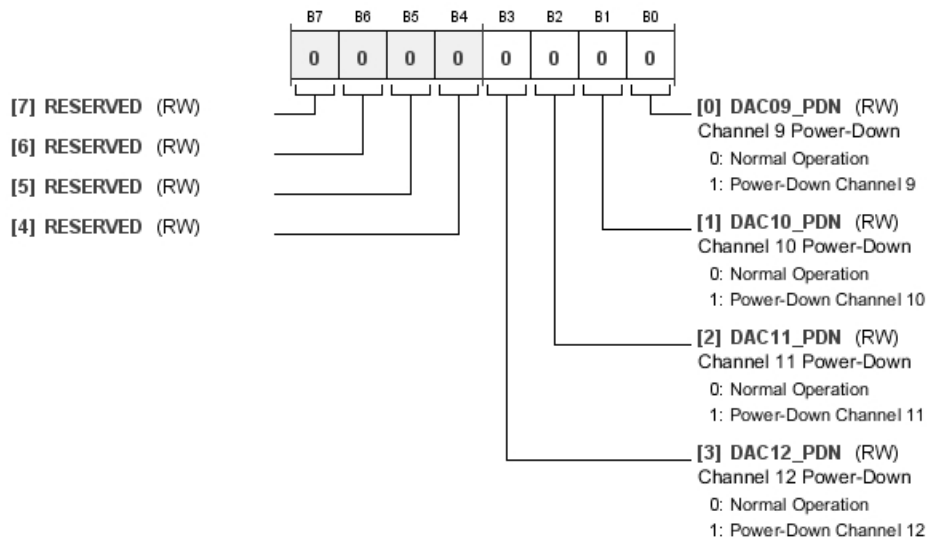 B7 B6 B5 B4 B3 B2 B1 B0
0 0 0 0 0 0 0 0
[7] RESERVED (RW)
[6] RESERVED (RW)
[5] RESERVED (RW)
[4] RESERVED (RW)
[0] DAC09_PDN (RW)
Channel 9 Power-Down
0: Normal Operation
1: Power-Down Channel 9
[1] DAC10_PDN (RW)
Channel 10 Power-Down
0: Normal Operation
1: Power-Down Channel 10
[2] DAC11_PDN (RW)
Channel 11 Power-Down
0: Normal Operation
1: Power-Down Channel 11
[3] DAC12_PDN (RW)
Channel 12 Power-Down
0: Normal Operation
1: Power-Down Channel 12